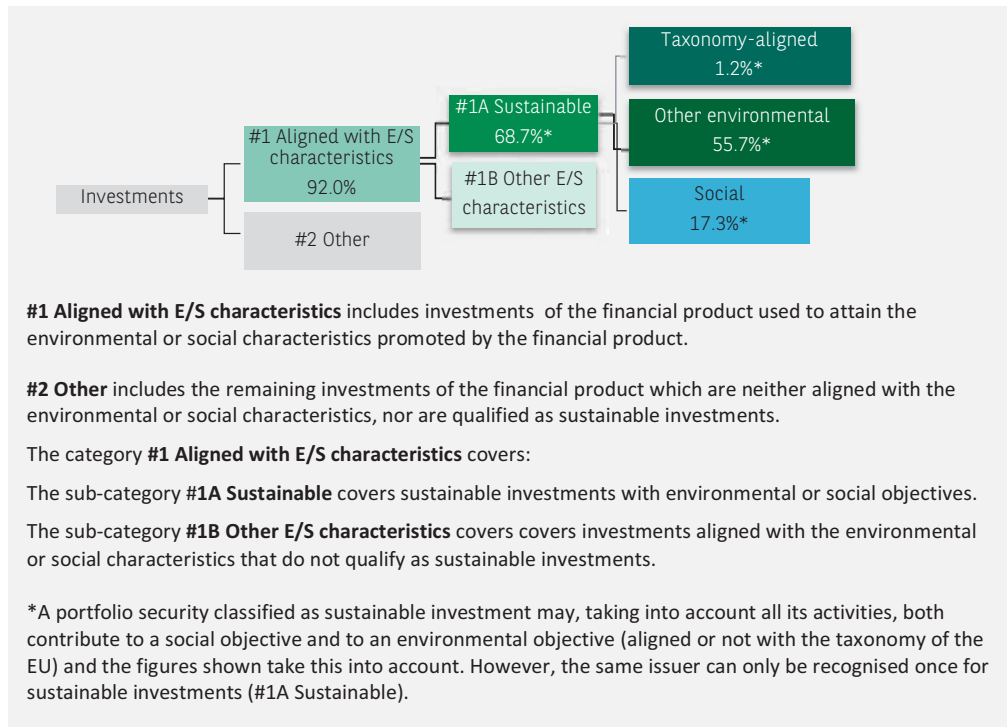 Taxonomy-aligned
1.2%*
#1A Sustainable
68.7%*
Other environmental
55.7%*
#1 Aligned with E/S
characteristics
92.0%
#1B Other E/S
characteristics
Investments
Social
17.3%*
#2 Other
#1 Aligned with E/S characteristics includes investments of the financial product used to attain the
environmental or social characteristics promoted by the financial product.
#2 Other includes the remaining investments of the financial product which are neither aligned with the
environmental or social characteristics, nor are qualified as sustainable investments.
The category #1 Aligned with E/S characteristics covers:
The sub-category #1A Sustainable covers sustainable investments with environmental or social objectives.
The sub-category #1B Other E/S characteristics covers covers investments aligned with the environmental
or social characteristics that do not qualify as sustainable investments.
*A portfolio security classified as sustainable investment may, taking into account all its activities, both
contribute to a social objective and to an environmental objective (aligned or not with the taxonomy of the
EU) and the figures shown take this into account. However, the same issuer can only be recognised once for
sustainable investments (#1A Sustainable).